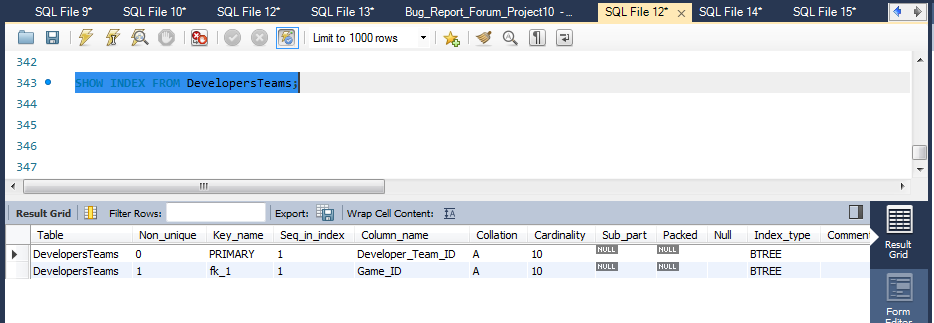 SQL File 9* SQL File 10* SQL File 12* SQL File 13* Bug_Report_Forum_Project10 - ... SQL File 12* SQL File 14* SQL File 15*
Limit to 1000 rows
342
343 SHOW INDEX FROM DevelopersTeams;
344
345
346
347
Result Grid Filter Rows: Export: Wrap Cell Content:
Table Non_unique Key_name Seq_in_index Column_name Collation Cardinality Sub_part Packed Null Index_type Comment
DevelopersTeams 0 PRIMARY 1 Developer_Team_ID A 10 NULL NULL BTREE
DevelopersTeams 1 fk_1 1 Game_ID A 10 NULL NULL BTREE
Result
Grid
Form
Editor